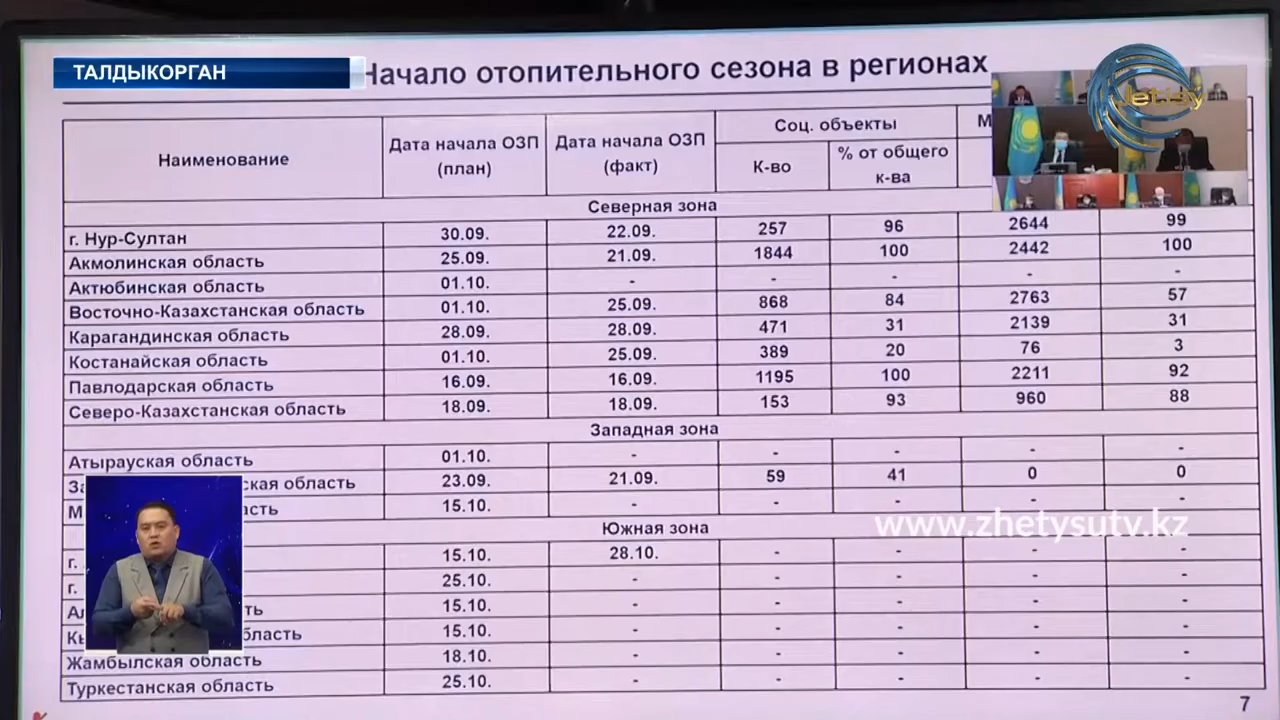 ТАЛДЫКОРГАН
Начало отопительного сезона в регионах
Jetisy
Наименование Дата начала ОЗП (план) Дата начала ОЗП (факт) Соц. объекты
К-во % от общего к-ва
Северная зона
г. Нур-Султан 30.09. 22.09. 257 96 2644 99
Акмолинская область 25.09. 21.09. 1844 100 2442 100
Актюбинская область 01.10. - - - - -
Восточно-Казахстанская область 01.10. 25.09. 868 84 2763 57
Карагандинская область 28.09. 28.09. 471 31 2139 31
Костанайская область 01.10. 25.09. 389 20 76 3
Павлодарская область 16.09. 16.09. 1195 100 2211 92
Северо-Казахстанская область 18.09. 18.09. 153 93 960 88
Западная зона
Атырауская область 01.10. - - - - -
область 23.09. 21.09. 59 41 0 0
15.10. - - - - -
Южная зона
www.zhetysutv.kz
г. 15.10. 28.10. - - - -
г. 25.10. - - - - -
15.10. - - - - -
15.10. - - - - -
Жамбылская область 18.10. - - - - -
Туркестанская область 25.10. - - - - -
7